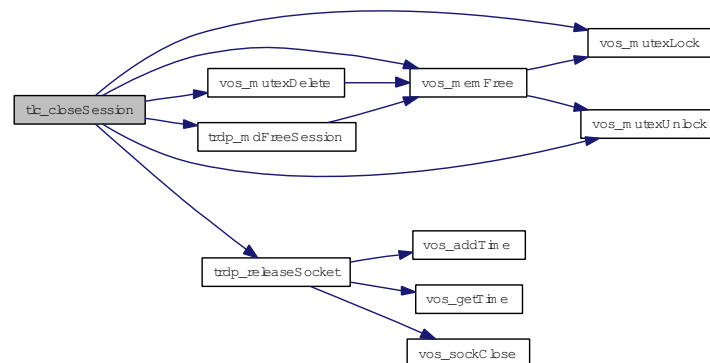 vos_mutexLock
vos_mutexDelete
vos_memFree
tlc_closeSession
vos_mutexUnlock
trdp_mdFreeSession
vos_addTime
trdp_releaseSocket
vos_getTime
vos_sockClose